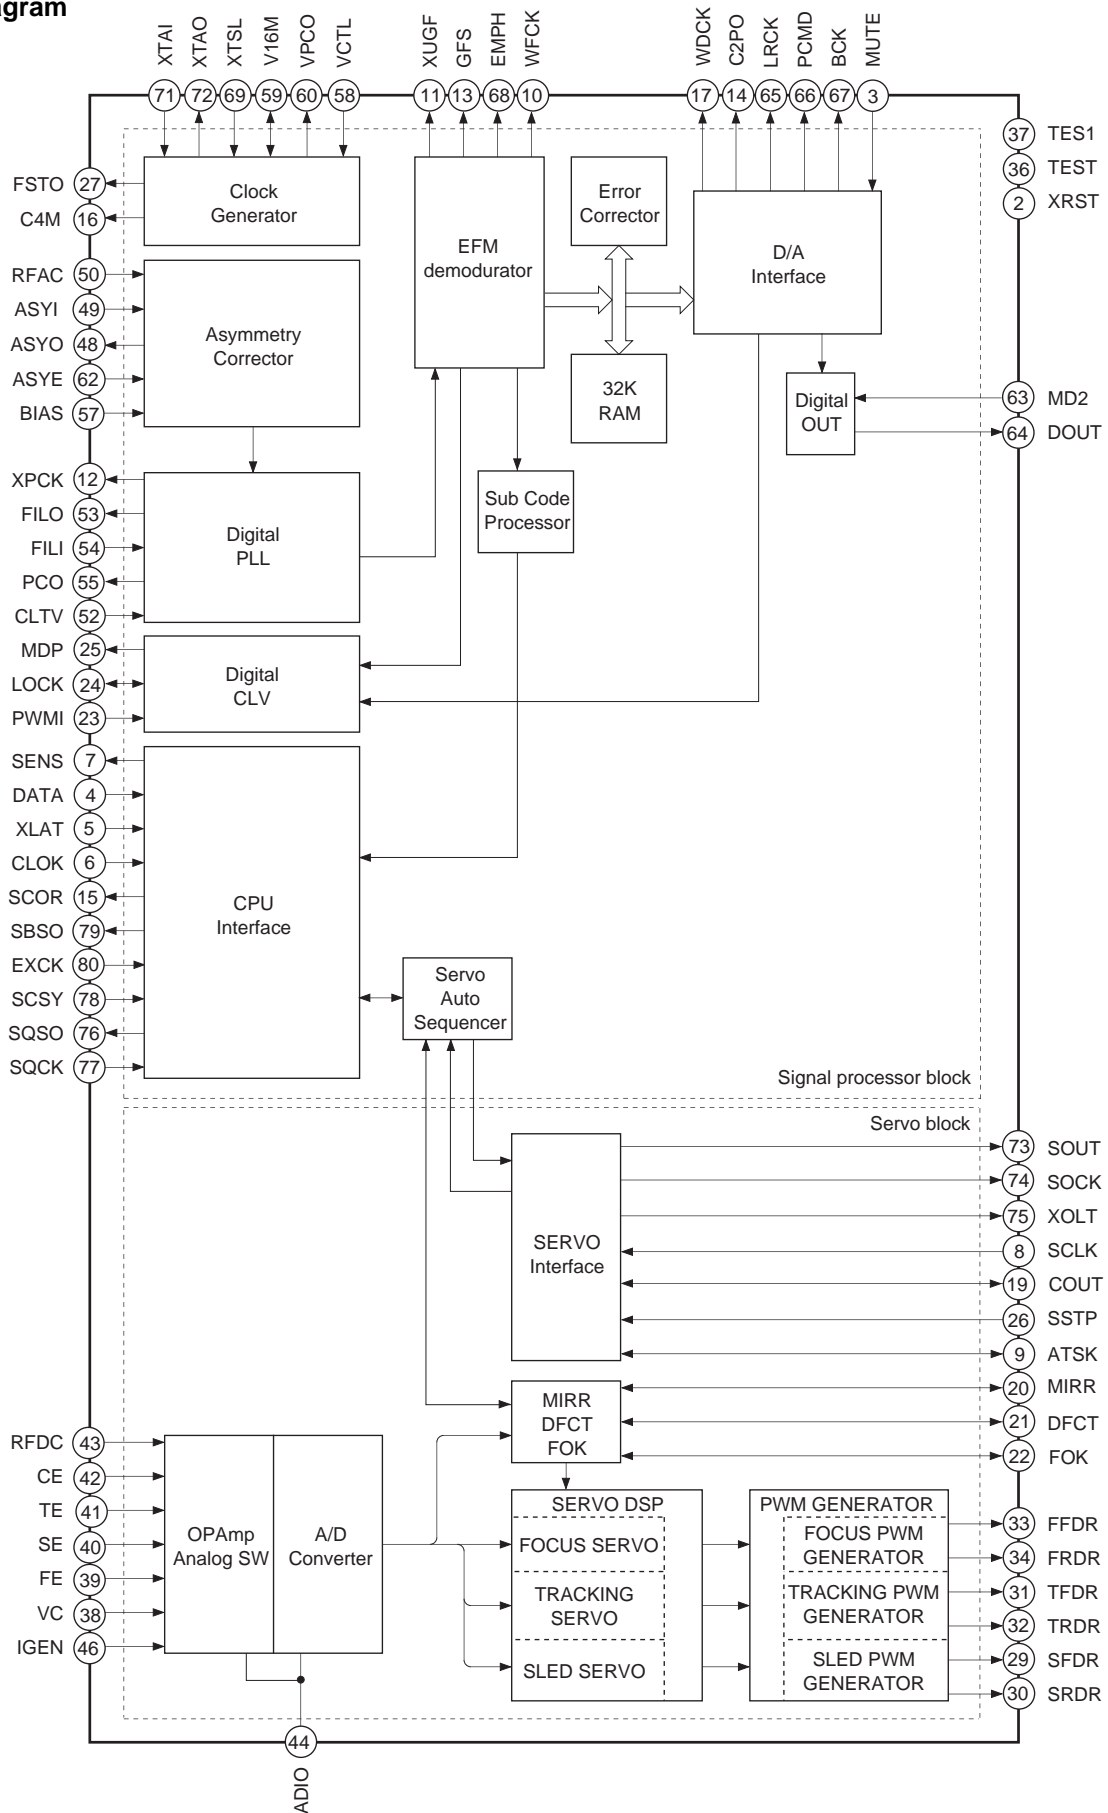 agram
XTAI
XTAO
XTSL
V16M
VPCO
VCTL
XUGF
GFS
EMPH
WFCK
WDCK
C2PO
LRCK
PCMD
BCK
MUTE
71
72
69
59
60
58
11
13
68
10
17
14
65
66
67
3
37 TES1
36 TEST
2 XRST
FSTO 27
C4M 16
Clock
Generator
EFM
demodurator
Error
Corrector
D/A
Interface
RFAC 50
ASYI 49
ASYO 48
ASYE 62
BIAS 57
Asymmetry
Corrector
32K
RAM
Digital
OUT
63 MD2
64 DOUT
XPCK 12
FILO 53
FILI 54
PCO 55
CLTV 52
Digital
PLL
Sub Code
Processor
MDP 25
LOCK 24
PWMI 23
Digital
CLV
SENS 7
DATA 4
XLAT 5
CLOK 6
SCOR 15
SBSO 79
EXCK 80
SCSY 78
SQSO 76
SQCK 77
CPU
Interface
Servo
Auto
Sequencer
Signal processor block
Servo block
SERVO
Interface
73 SOUT
74 SOCK
75 XOLT
8 SCLK
19 COUT
26 SSTP
9 ATSK
MIRR
DFCT
FOK
20 MIRR
21 DFCT
22 FOK
RFDC 43
CE 42
TE 41
SE 40
FE 39
VC 38
IGEN 46
OPAmp
Analog SW
A/D
Converter
SERVO DSP
FOCUS SERVO
TRACKING
SERVO
SLED SERVO
PWM GENERATOR
FOCUS PWM
GENERATOR
TRACKING PWM
GENERATOR
SLED PWM
GENERATOR
33 FFDR
34 FRDR
31 TFDR
32 TRDR
29 SFDR
30 SRDR
44
ADIO